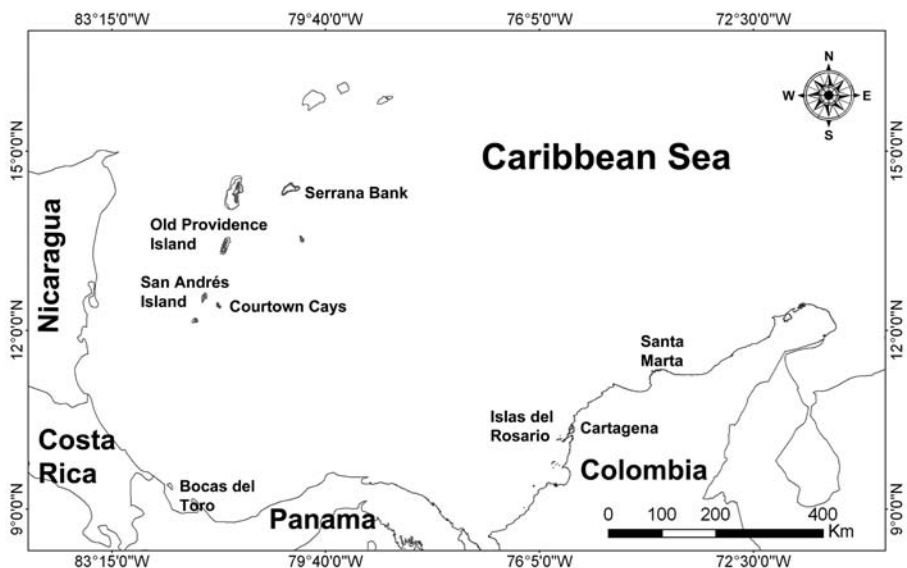 83°15'0"W 79°40'0"W 76°5'0"W 72°30'0"W
N
W E
S
15°0'0"N 15°0'0"N
Caribbean Sea
Serrana Bank
Nicaragua
Old Providence
Island
San Andrés
Island
Courtown Cays
12°0'0"N 12°0'0"N
Santa
Marta
Islas del
Rosario
Cartagena
Costa
Rica
Colombia
Bocas del
Toro
Panama
9°0'0"N 9°0'0"N
0 100 200 400
Km
83°15'0"W 79°40'0"W 76°5'0"W 72°30'0"W